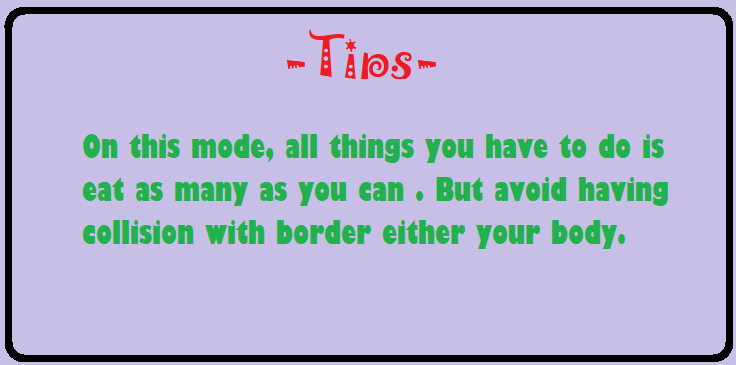 -Tips-
On this mode, all things you have to do is
eat as many as you can . But avoid having
collision with border either your body.